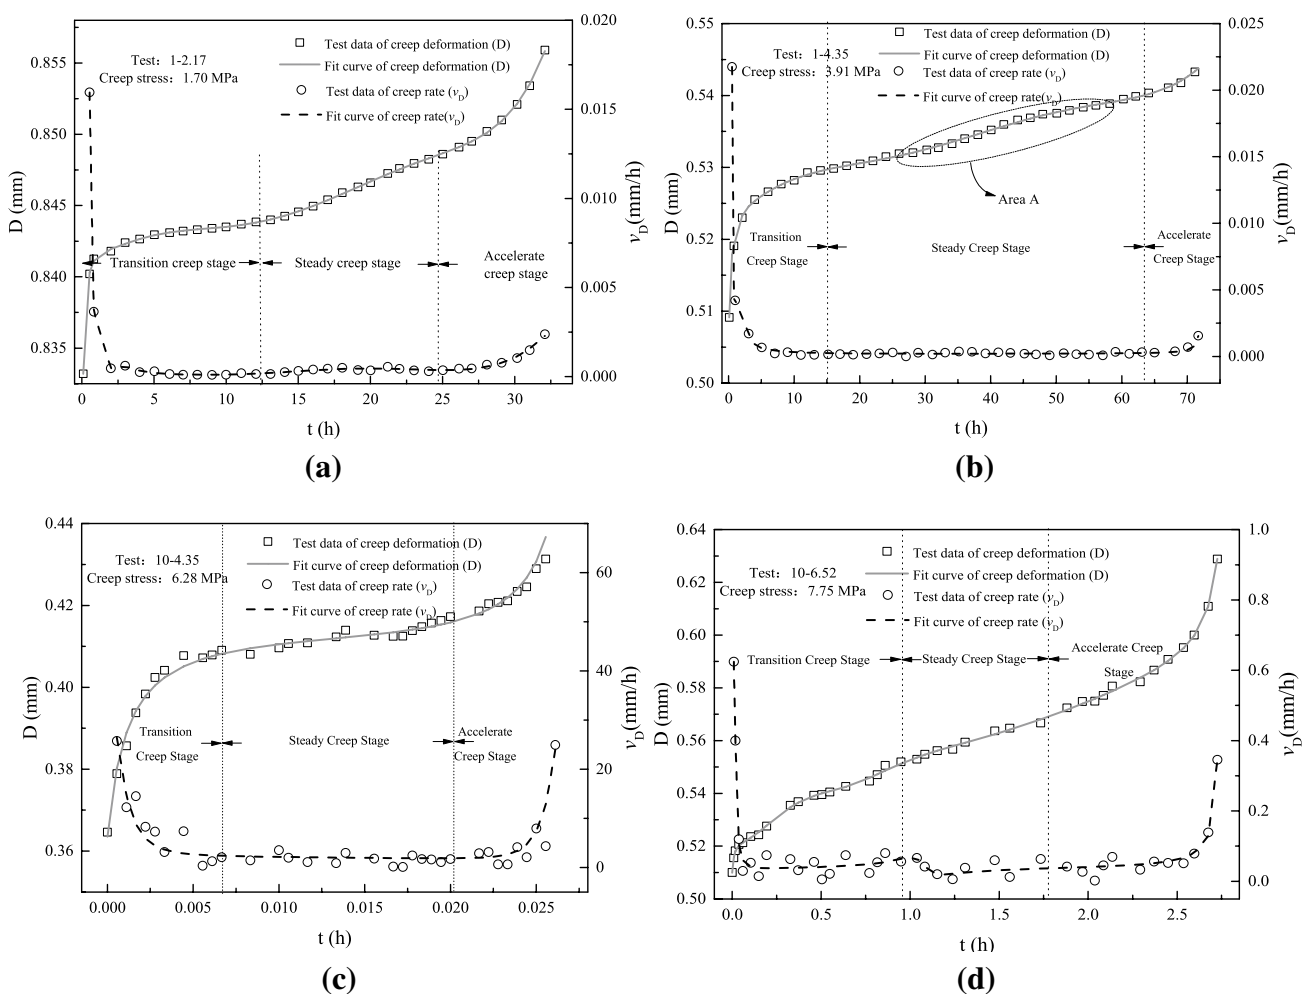 0.855
0.850
0.845
0.840
0.835
D (mm)
0.020
0.015
0.010
0.005
0.000
v_D(mm/h)
Test： 1-2.17
Creep stress：1.70 MPa
Test data of creep deformation (D)
Fit curve of creep deformation (D)
Test data of creep rate (v_D)
Fit curve of creep rate(v_D)
Transition creep stage
Steady creep stage
Accelerate
creep stage
0 5 10 15 20 25 30
t (h)
(a)
0.55
0.54
0.53
0.52
0.51
0.50
D (mm)
0.025
0.020
0.015
0.010
0.005
0.000
v_D(mm/h)
Test： 1-4.35
Creep stress：3.91 MPa
Test data of creep deformation (D)
Fit curve of creep deformation (D)
Test data of creep rate (v_D)
Fit curve of creep rate (v_D)
Area A
Transition
Creep Stage
Steady Creep Stage
Accelerate
Creep Stage
0 10 20 30 40 50 60 70
t (h)
(b)
0.44
0.42
0.40
0.38
0.36
D (mm)
60
40
20
0
v_D(mm/h)
Test： 10-4.35
Creep stress：6.28 MPa
Test data of creep deformation (D)
Fit curve of creep deformation (D)
Test data of creep rate (v_D)
Fit curve of creep rate (v_D)
Transition
Creep Stage
Steady Creep Stage
Accelerate
Creep Stage
0.000 0.005 0.010 0.015 0.020 0.025
t (h)
(c)
0.64
0.62
0.60
0.58
0.56
0.54
0.52
0.50
D (mm)
1.0
0.8
0.6
0.4
0.2
0.0
v_D(mm/h)
Test： 10-6.52
Creep stress：7.75 MPa
Test data of creep deformation (D)
Fit curve of creep deformation (D)
Test data of creep rate (v_D)
Fit curve of creep rate (v_D)
Transition Creep Stage
Steady Creep Stage
Accelerate Creep
Stage
0.0 0.5 1.0 1.5 2.0 2.5
t (h)
(d)